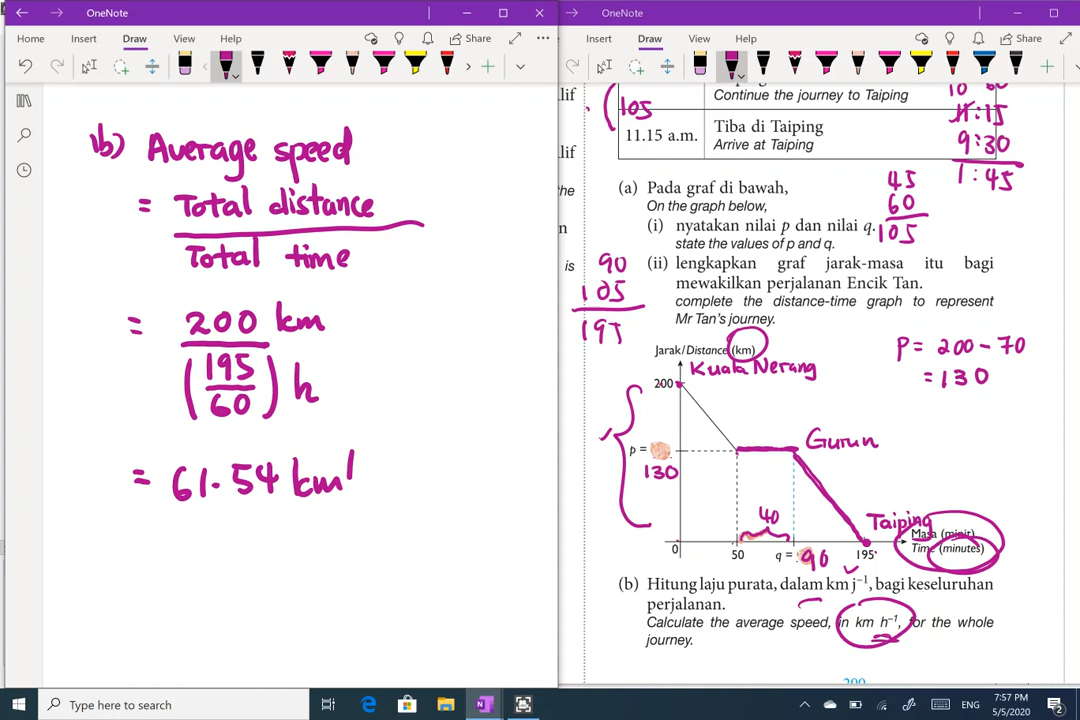 OneNote
Home Insert Draw View Help Share
b) Average speed
= Total distance
Total time
= 200 km
(195
60) h
= 61.54 km
OneNote
Insert Draw View Help Share
lif
lif
the
n
is
(105
Continue the journey to Taiping
11.15 a.m.
Tiba di Taiping
Arrive at Taiping
11:15
9:30
1:45
(a) Pada graf di bawah,
On the graph below,
(i) nyatakan nilai p dan nilai q.
state the values of p and q.
45
60
105
(ii) lengkapkan graf jarak-masa itu bagi
mewakilkan perjalanan Encik Tan.
complete the distance-time graph to represent
Mr Tan's journey.
90
105
195
P = 200 - 70
= 130
Jarak/Distance (km)
Kuala Nerang
200
Gurun
p =
130
40
Taiping
Masa (minit)
Time (minutes)
0 50 q = 90 195
(b) Hitung laju purata, dalam km j⁻¹, bagi keseluruhan
perjalanan.
Calculate the average speed, in km h⁻¹, for the whole
journey.
Type here to search
ENG
7:57 PM
5/5/2020
2